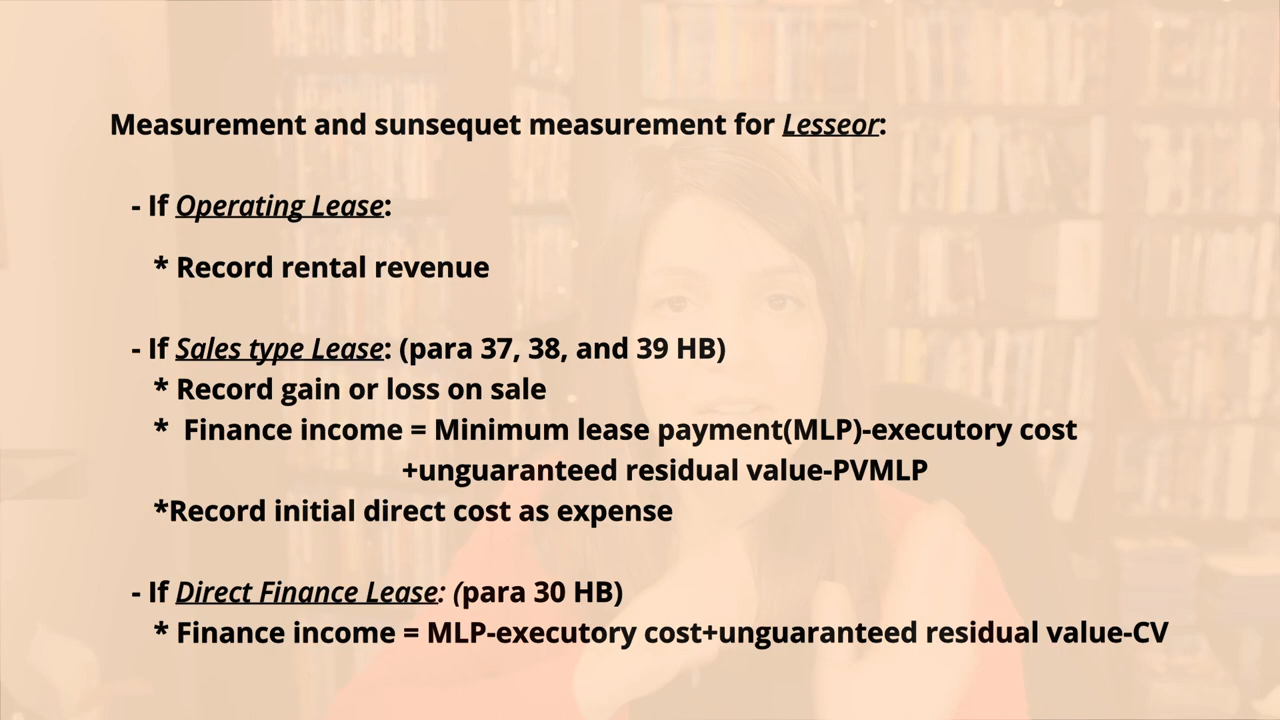 Measurement and sunsequet measurement for Lesseor:
- If Operating Lease:
* Record rental revenue
- If Sales type Lease: (para 37, 38, and 39 HB)
* Record gain or loss on sale
* Finance income = Minimum lease payment(MLP)-executory cost
+unguaranteed residual value-PVMLP
*Record initial direct cost as expense
- If Direct Finance Lease: (para 30 HB)
* Finance income = MLP-executory cost+unguaranteed residual value-CV